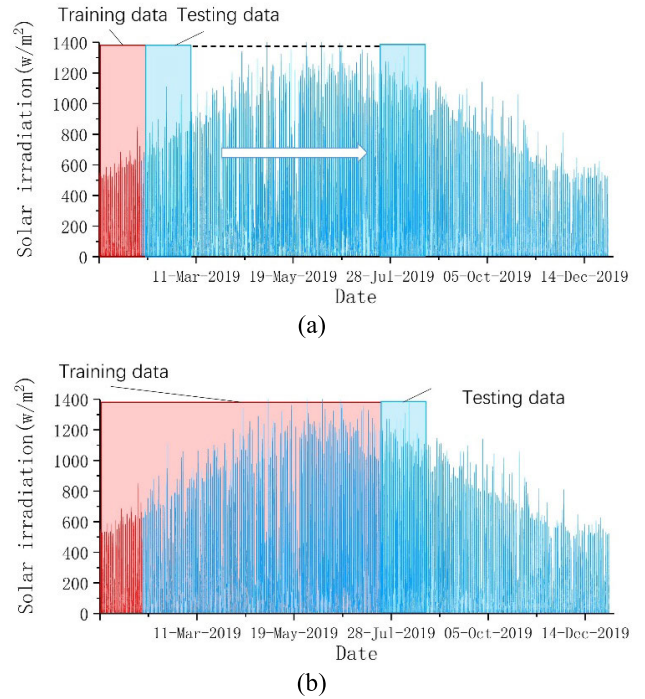 Training data Testing data
Solar irradiation(w/m²)
1400
1200
1000
800
600
400
200
0
11-Mar-2019 19-May-2019 28-Jul-2019 05-Oct-2019 14-Dec-2019
Date
(a)
Training data
Testing data
Solar irradiation(w/m²)
1400
1200
1000
800
600
400
200
0
11-Mar-2019 19-May-2019 28-Jul-2019 05-Oct-2019 14-Dec-2019
Date
(b)